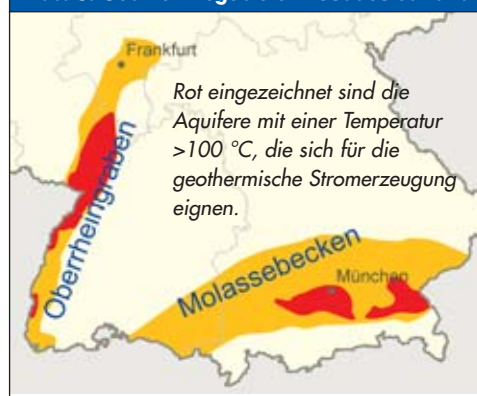 Frankfurt
Rot eingezeichnet sind die
Aquifere mit einer Temperatur
>100 °C, die sich für die
geothermische Stromerzeugung
eignen.
Oberrheingraben
Molassebecken
München